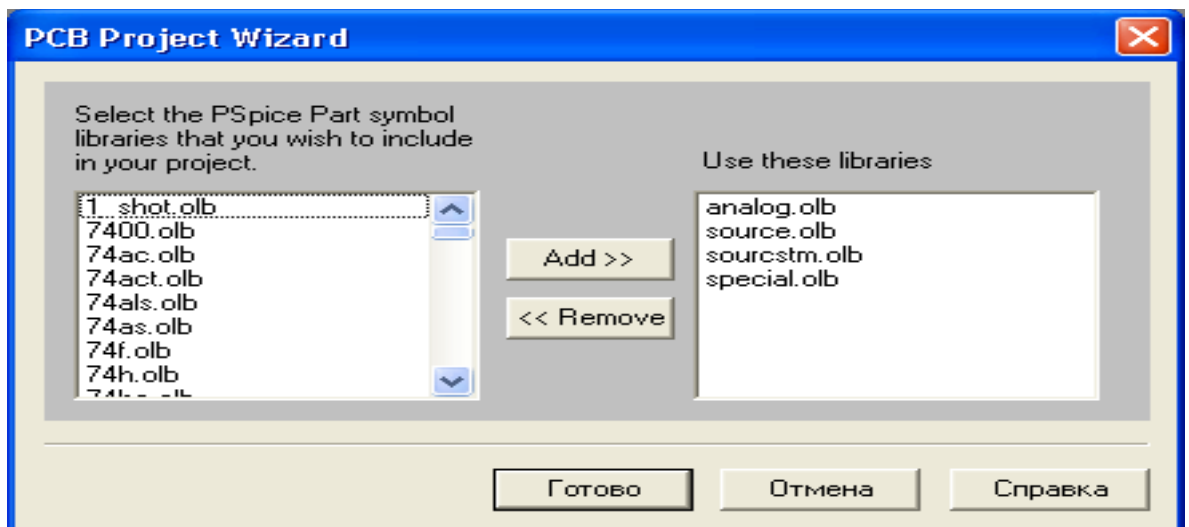 PCB Project Wizard
Select the PSpice Part symbol
libraries that you wish to include
in your project.
1_shot.olb
7400.olb
74ac.olb
74act.olb
74als.olb
74as.olb
74f.olb
74h.olb
Add >>
<< Remove
Use these libraries
analog.olb
source.olb
sourcstm.olb
special.olb
Готово
Отмена
Справка